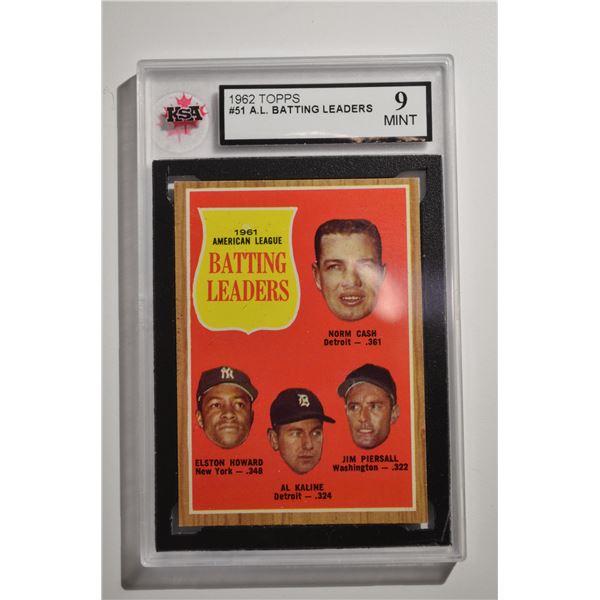 KSA
1962 TOPPS
#51 A.L. BATTING LEADERS
9
MINT
1961
AMERICAN LEAGUE
BATTING
LEADERS
NORM CASH
Detroit — .361
NY
ELSTON HOWARD
New York — .348
D
AL KALINE
Detroit — .324
JIM PIERSALL
Washington — .322